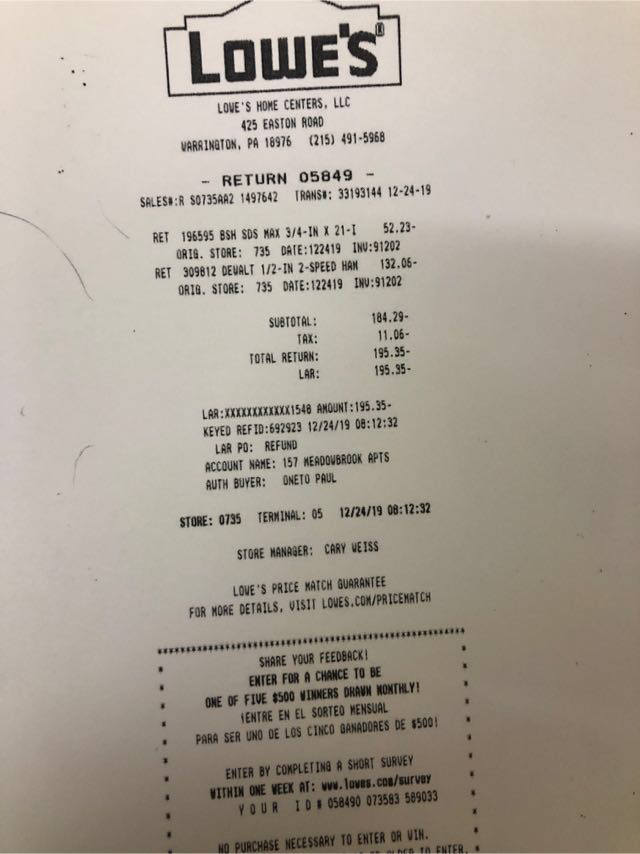 LOWE'S®
LOWE'S HOME CENTERS, LLC
425 EASTON ROAD
WARRINGTON, PA 18976 (215) 491-5968
- RETURN 05849 -
SALES#:R S0735AA2 1497642 TRANS#: 33193144 12-24-19
RET 196595 BSH SDS MAX 3/4-IN X 21-I 52.23-
ORIG. STORE: 735 DATE:122419 INV:91202
RET 309812 DEWALT 1/2-IN 2-SPEED HAM 132.06-
ORIG. STORE: 735 DATE:122419 INV:91202
SUBTOTAL: 184.29-
TAX: 11.06-
TOTAL RETURN: 195.35-
LAR: 195.35-
LAR:XXXXXXXXXXXX1548 AMOUNT:195.35-
KEYED REFID:692923 12/24/19 08:12:32
LAR PO: REFUND
ACCOUNT NAME: 157 MEADOWBROOK APTS
AUTH BUYER: ONETO PAUL
STORE: 0735 TERMINAL: 05 12/24/19 08:12:32
STORE MANAGER: CARY WEISS
LOWE'S PRICE MATCH GUARANTEE
FOR MORE DETAILS, VISIT LOWES.COM/PRICEMATCH
SHARE YOUR FEEDBACK!
ENTER FOR A CHANCE TO BE
ONE OF FIVE $500 WINNERS DRAWN MONTHLY!
¡ENTRE EN EL SORTEO MENSUAL
PARA SER UNO DE LOS CINCO GANADORES DE $500!
ENTER BY COMPLETING A SHORT SURVEY
WITHIN ONE WEEK AT: www.lowes.com/survey
Y O U R I D # 058490 073583 589033
NO PURCHASE NECESSARY TO ENTER OR WIN.
OLDER TO ENTER.